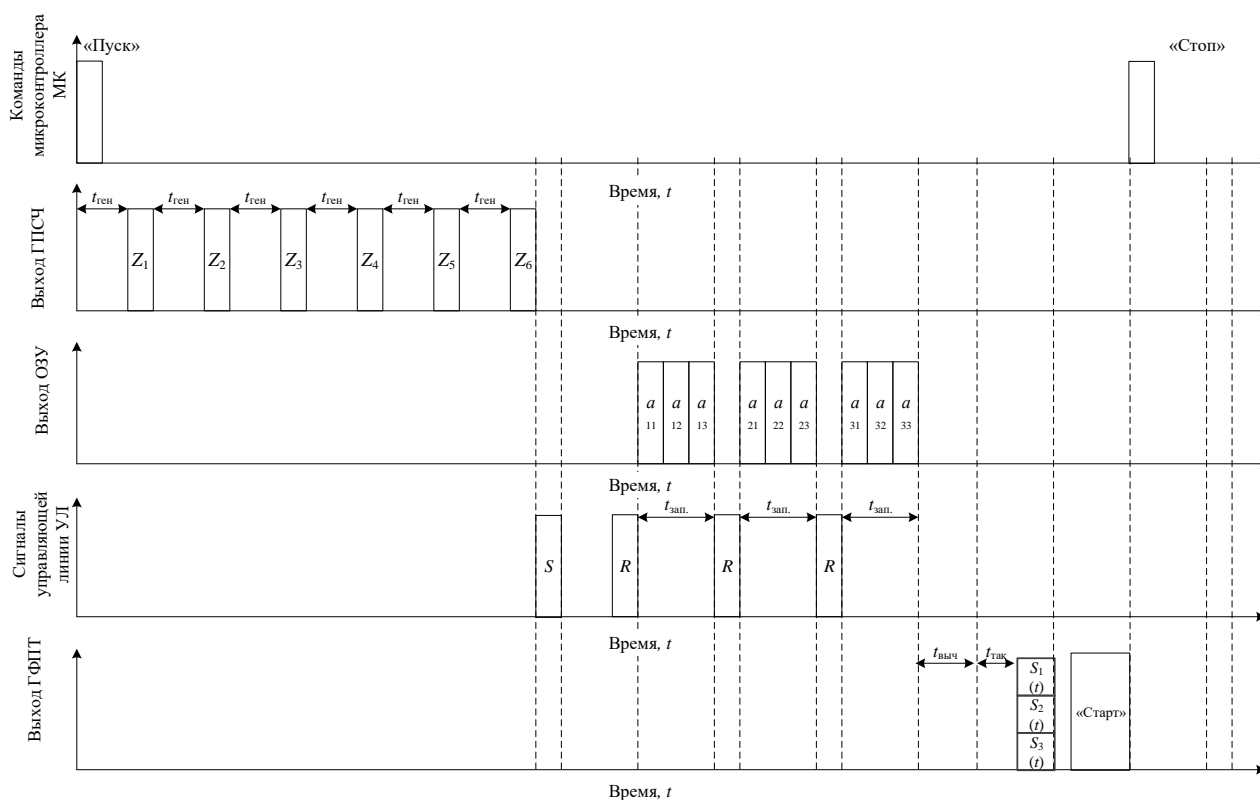 Команды
микроконтроллера
МК
«Пуск»
«Стоп»
Время, t
Выход ГПСЧ
tген
tген
tген
tген
tген
tген
Z1
Z2
Z3
Z4
Z5
Z6
Время, t
Выход ОЗУ
a
11
a
12
a
13
a
21
a
22
a
23
a
31
a
32
a
33
Время, t
Сигналы
управляющей
линии УЛ
S
R
tзап.
R
tзап.
R
tзап.
Время, t
Выход ГФПТ
tвыч
tтак
S1
(t)
S2
(t)
S3
(t)
«Старт»
Время, t